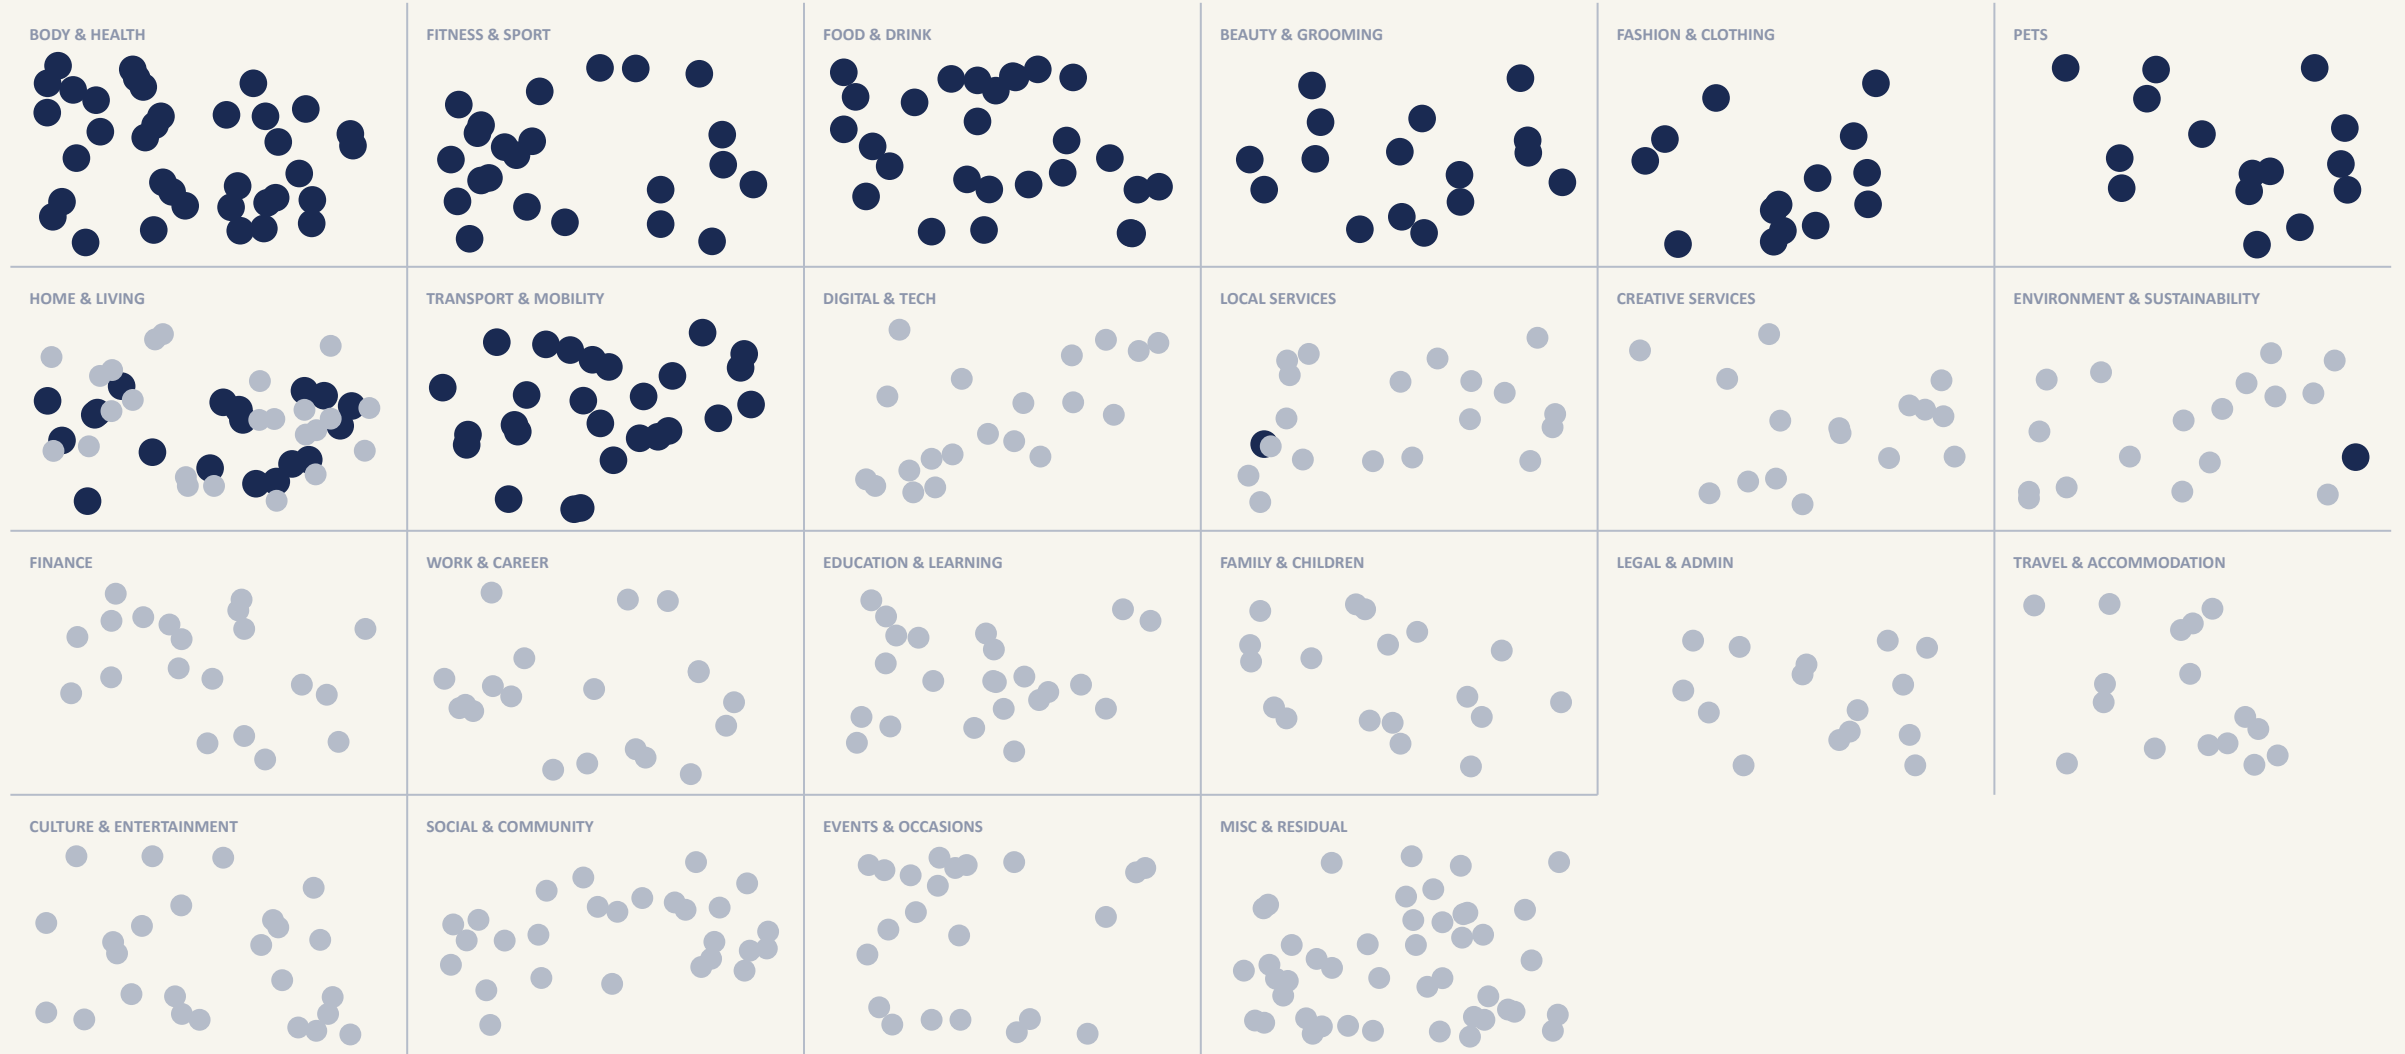 BODY & HEALTH
FITNESS & SPORT
FOOD & DRINK
BEAUTY & GROOMING
FASHION & CLOTHING
PETS
HOME & LIVING
TRANSPORT & MOBILITY
DIGITAL & TECH
LOCAL SERVICES
CREATIVE SERVICES
ENVIRONMENT & SUSTAINABILITY
FINANCE
WORK & CAREER
EDUCATION & LEARNING
FAMILY & CHILDREN
LEGAL & ADMIN
TRAVEL & ACCOMMODATION
CULTURE & ENTERTAINMENT
SOCIAL & COMMUNITY
EVENTS & OCCASIONS
MISC & RESIDUAL